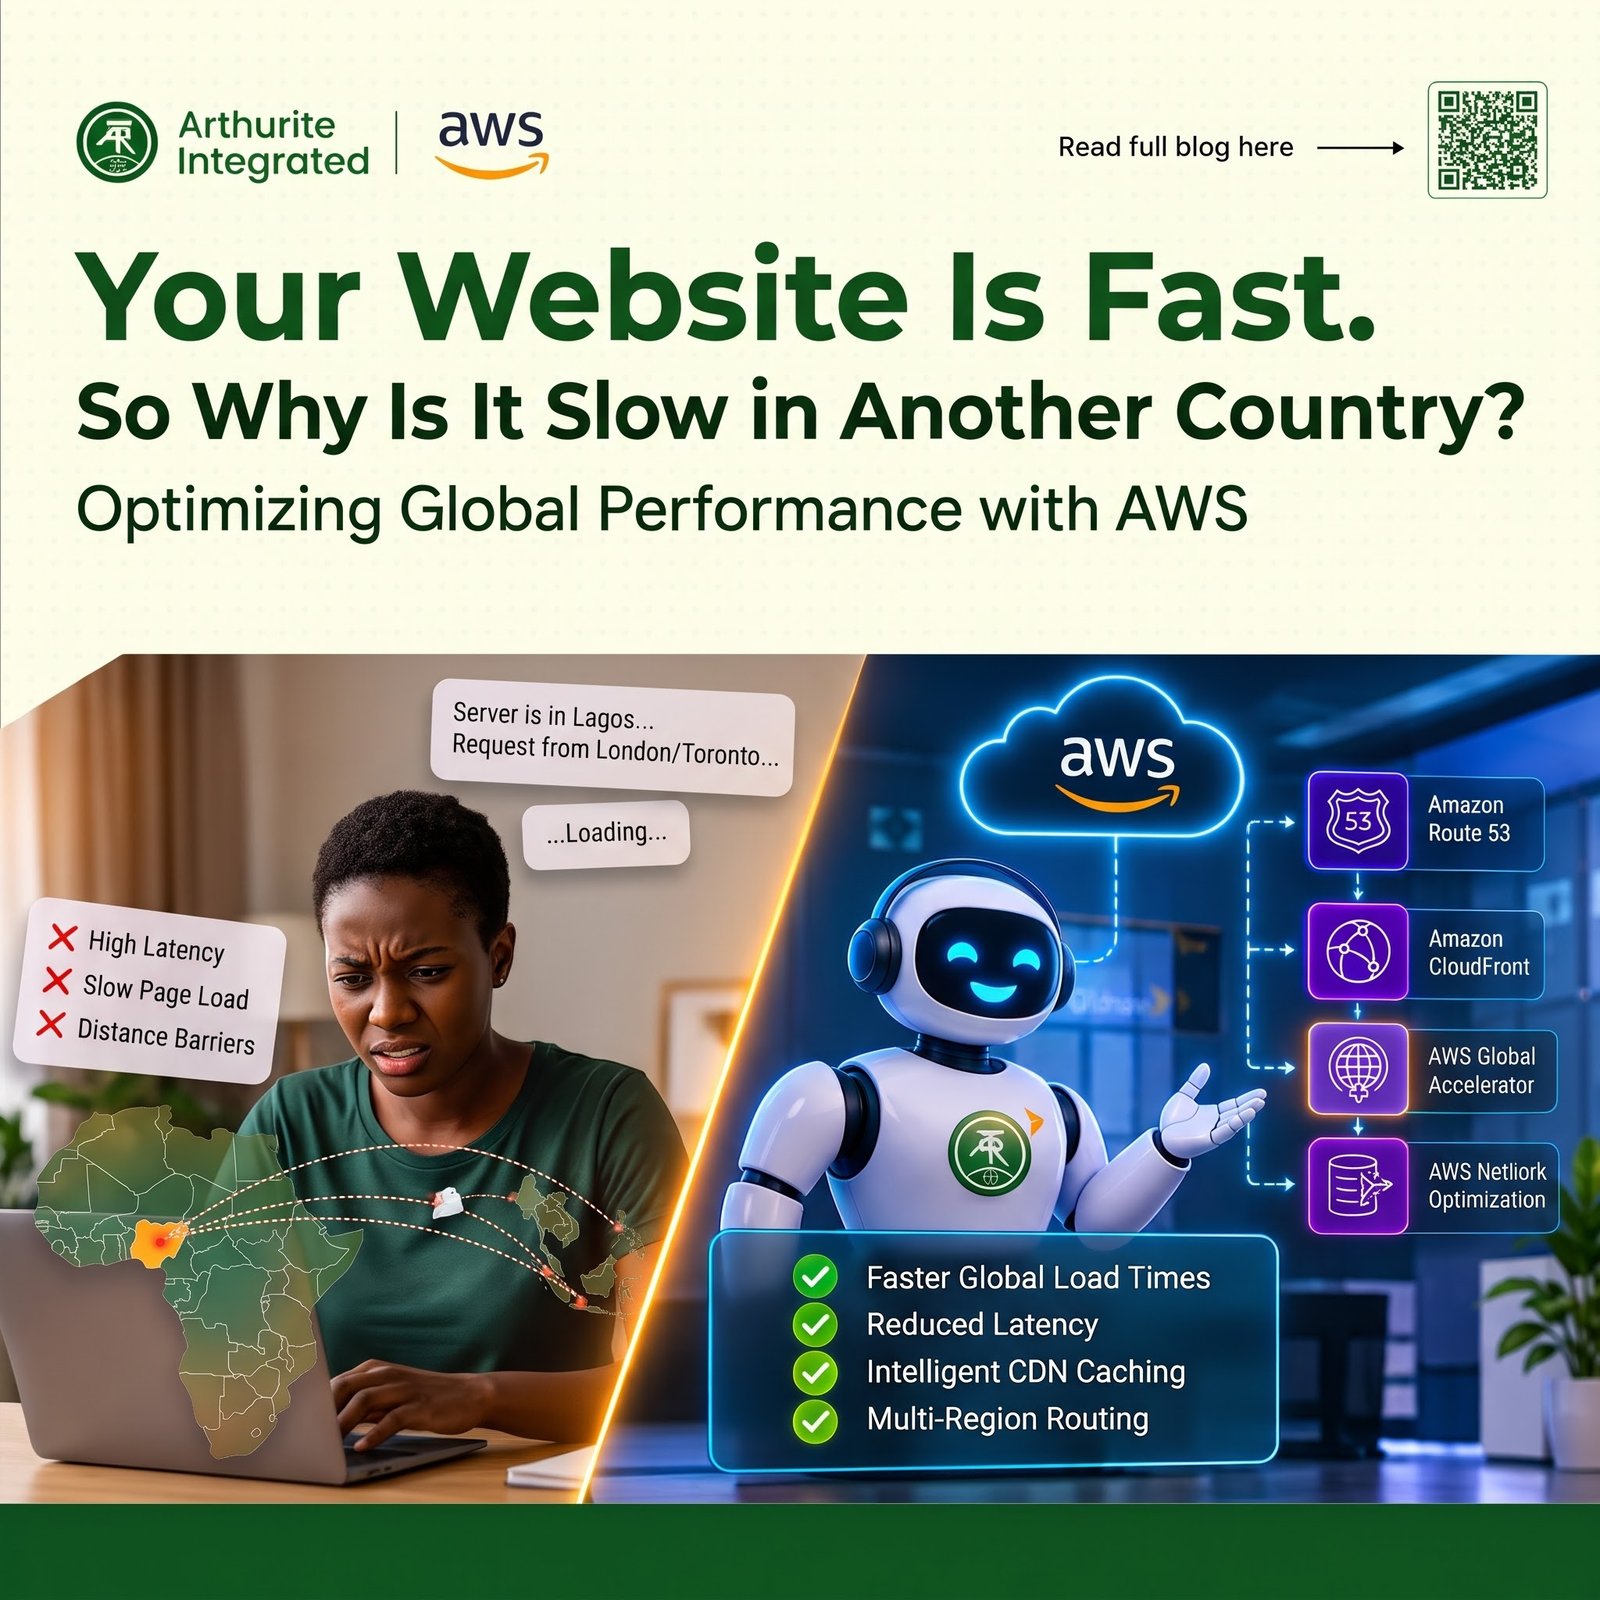 Arthurite
Integrated
aws
Read full blog here
Your Website Is Fast.
So Why Is It Slow in Another Country?
Optimizing Global Performance with AWS
Server is in Lagos...
Request from London/Toronto...
...Loading...
High Latency
Slow Page Load
Distance Barriers
aws
53
Amazon
Route 53
Amazon
CloudFront
AWS Global
Accelerator
AWS Netliork
Optimization
Faster Global Load Times
Reduced Latency
Intelligent CDN Caching
Multi-Region Routing